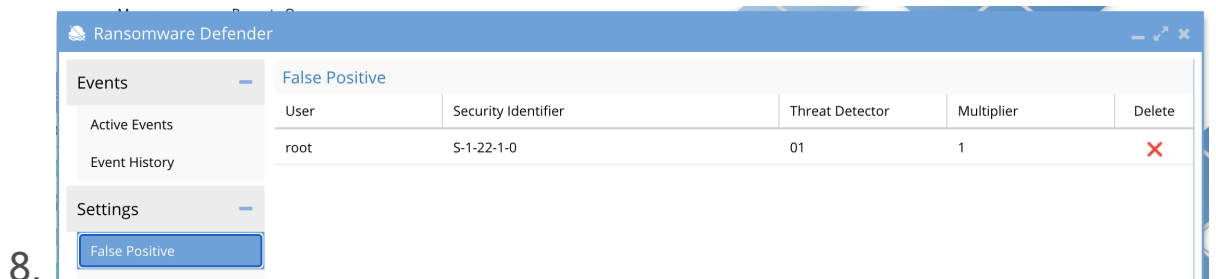 Ransomware Defender
Events
False Positive
User Security Identifier Threat Detector Multiplier Delete
Active Events
root S-1-22-1-0 01 1
Event History
Settings
False Positive
8.